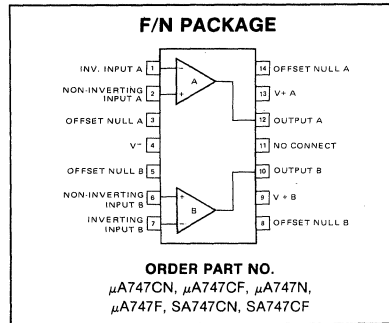 F/N PACKAGE
INV. INPUT A 1
NON-INVERTING INPUT A 2
OFFSET NULL A 3
V− 4
OFFSET NULL B 5
NON-INVERTING INPUT B 6
INVERTING INPUT B 7
− A +
+ B −
14 OFFSET NULL A
13 V+ A
12 OUTPUT A
11 NO CONNECT
10 OUTPUT B
9 V + B
8 OFFSET NULL B
ORDER PART NO.
μA747CN, μA747CF, μA747N,
μA747F, SA747CN, SA747CF